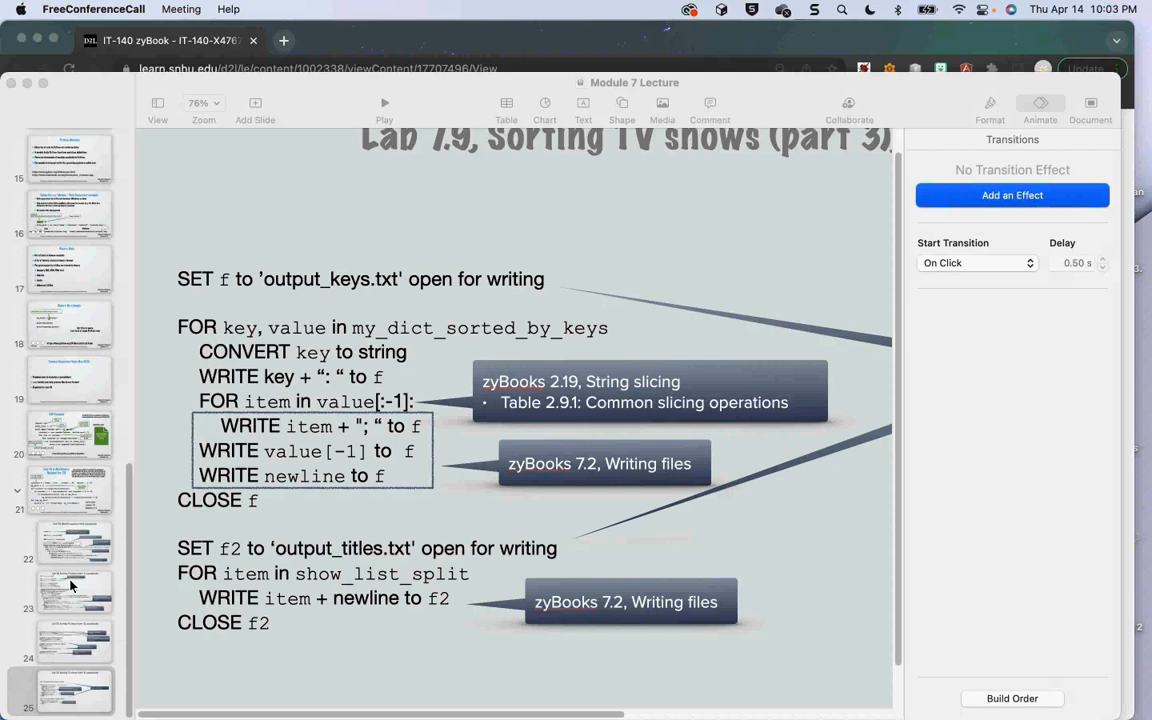 FreeConferenceCall Meeting Help Thu Apr 14 10:03 PM
IT-140 zyBook - IT-140-X4767
learn.snhu.edu/d2l/le/content/1002338/viewContent/17707496/View Update
Module 7 Lecture
76%
View Zoom Add Slide Play Table Chart Text Shape Media Comment Collaborate Format Animate Document
Lab 7.9, Sorting TV shows (part 3)
Transitions
No Transition Effect
Add an Effect
Start Transition Delay
On Click 0.50 s
SET f to 'output_keys.txt' open for writing
FOR key, value in my_dict_sorted_by_keys
CONVERT key to string
WRITE key + “: “ to f
FOR item in value[:-1]:
WRITE item + "; “ to f
WRITE value[-1] to f
WRITE newline to f
CLOSE f
zyBooks 2.19, String slicing
• Table 2.9.1: Common slicing operations
zyBooks 7.2, Writing files
SET f2 to ‘output_titles.txt' open for writing
FOR item in show_list_split
WRITE item + newline to f2
CLOSE f2
zyBooks 7.2, Writing files
Build Order
15
16
17
18
19
20
21
22
23
24
25